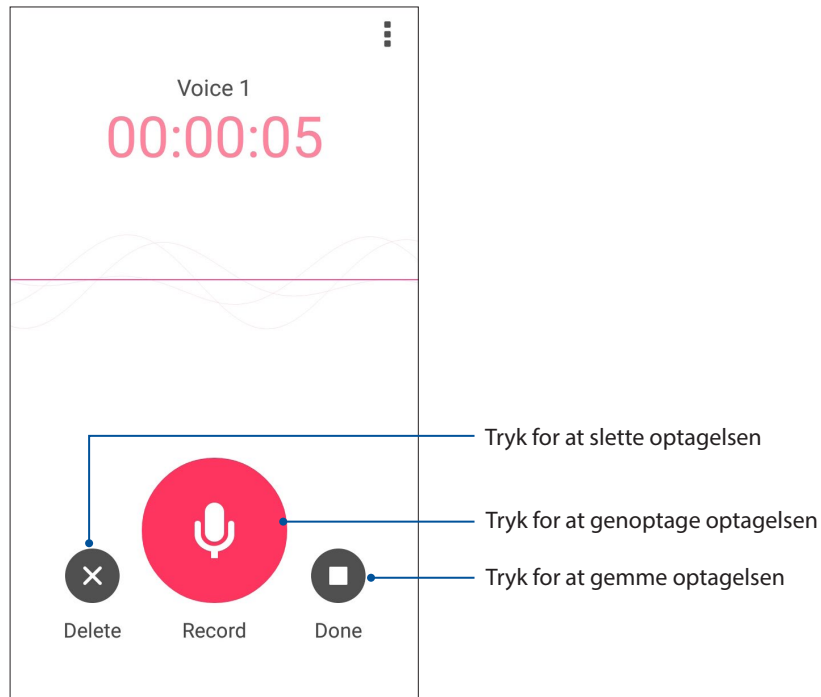 Voice 1
00:00:05
Tryk for at slette optagelsen
Tryk for at genoptage optagelsen
Tryk for at gemme optagelsen
Delete
Record
Done